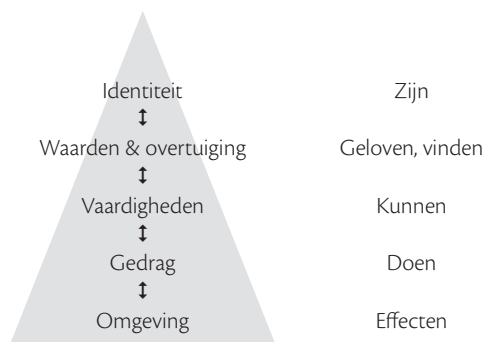 Identiteit Zijn
Waarden & overtuiging Geloven, vinden
Vaardigheden Kunnen
Gedrag Doen
Omgeving Effecten